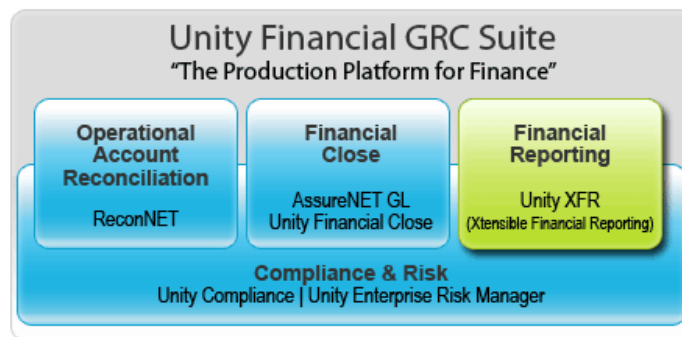 Unity Financial GRC Suite
“The Production Platform for Finance”
Operational
Account
Reconciliation
ReconNET
Financial
Close
AssureNET GL
Unity Financial Close
Financial
Reporting
Unity XFR
(Xtensible Financial Reporting)
Compliance & Risk
Unity Compliance | Unity Enterprise Risk Manager